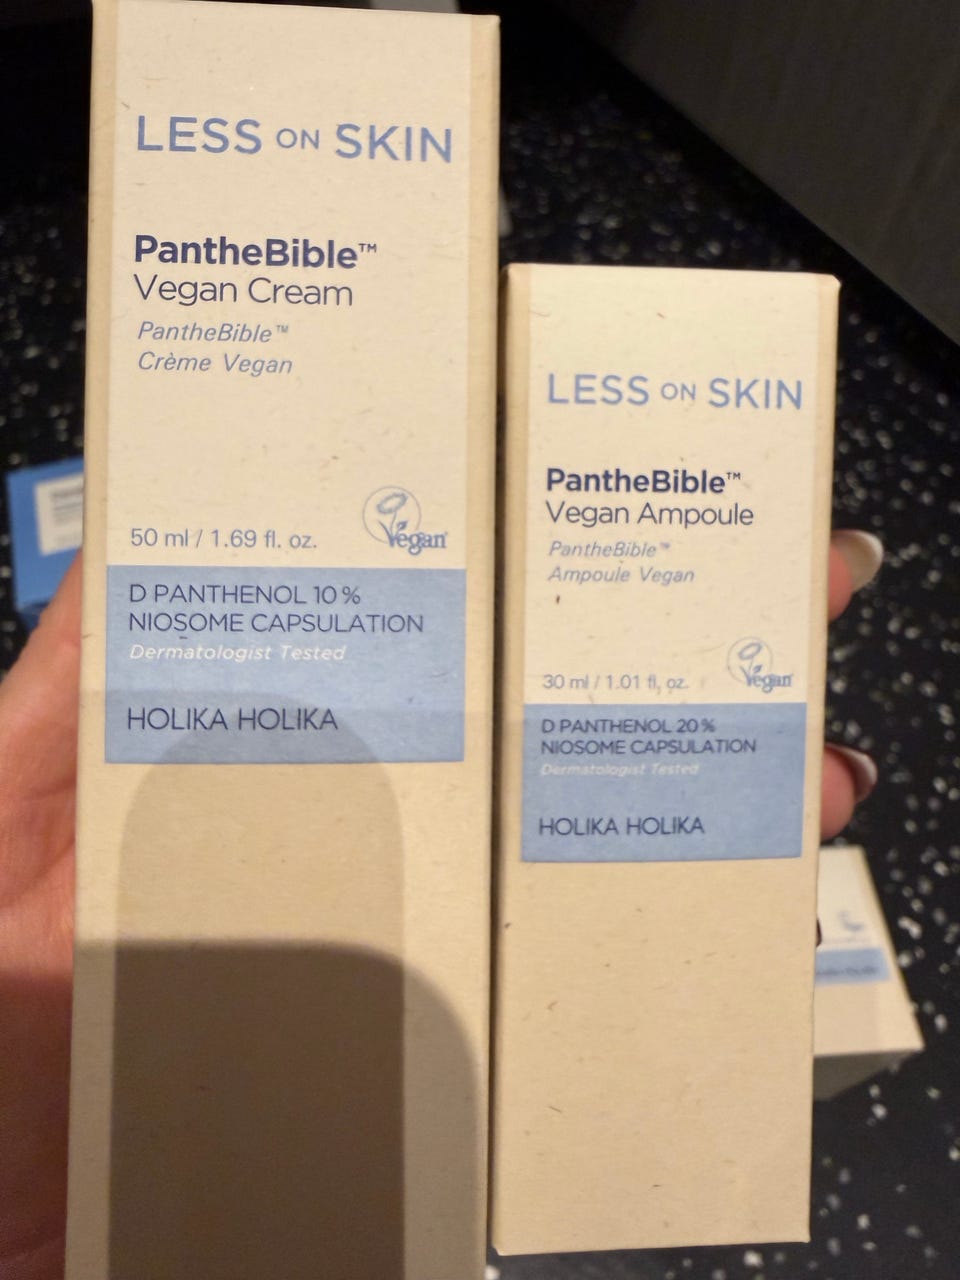 LESS ON SKIN
PantheBible™
Vegan Cream
PantheBible™
Crème Vegan
50 ml / 1.69 fl. oz.
Vegan
D PANTHENOL 10%
NIOSOME CAPSULATION
Dermatologist Tested
HOLIKA HOLIKA
LESS ON SKIN
PantheBible™
Vegan Ampoule
PantheBible™
Ampoule Vegan
30 ml / 1.01 fl. oz.
Vegan
D PANTHENOL 20%
NIOSOME CAPSULATION
Dermatologist Tested
HOLIKA HOLIKA